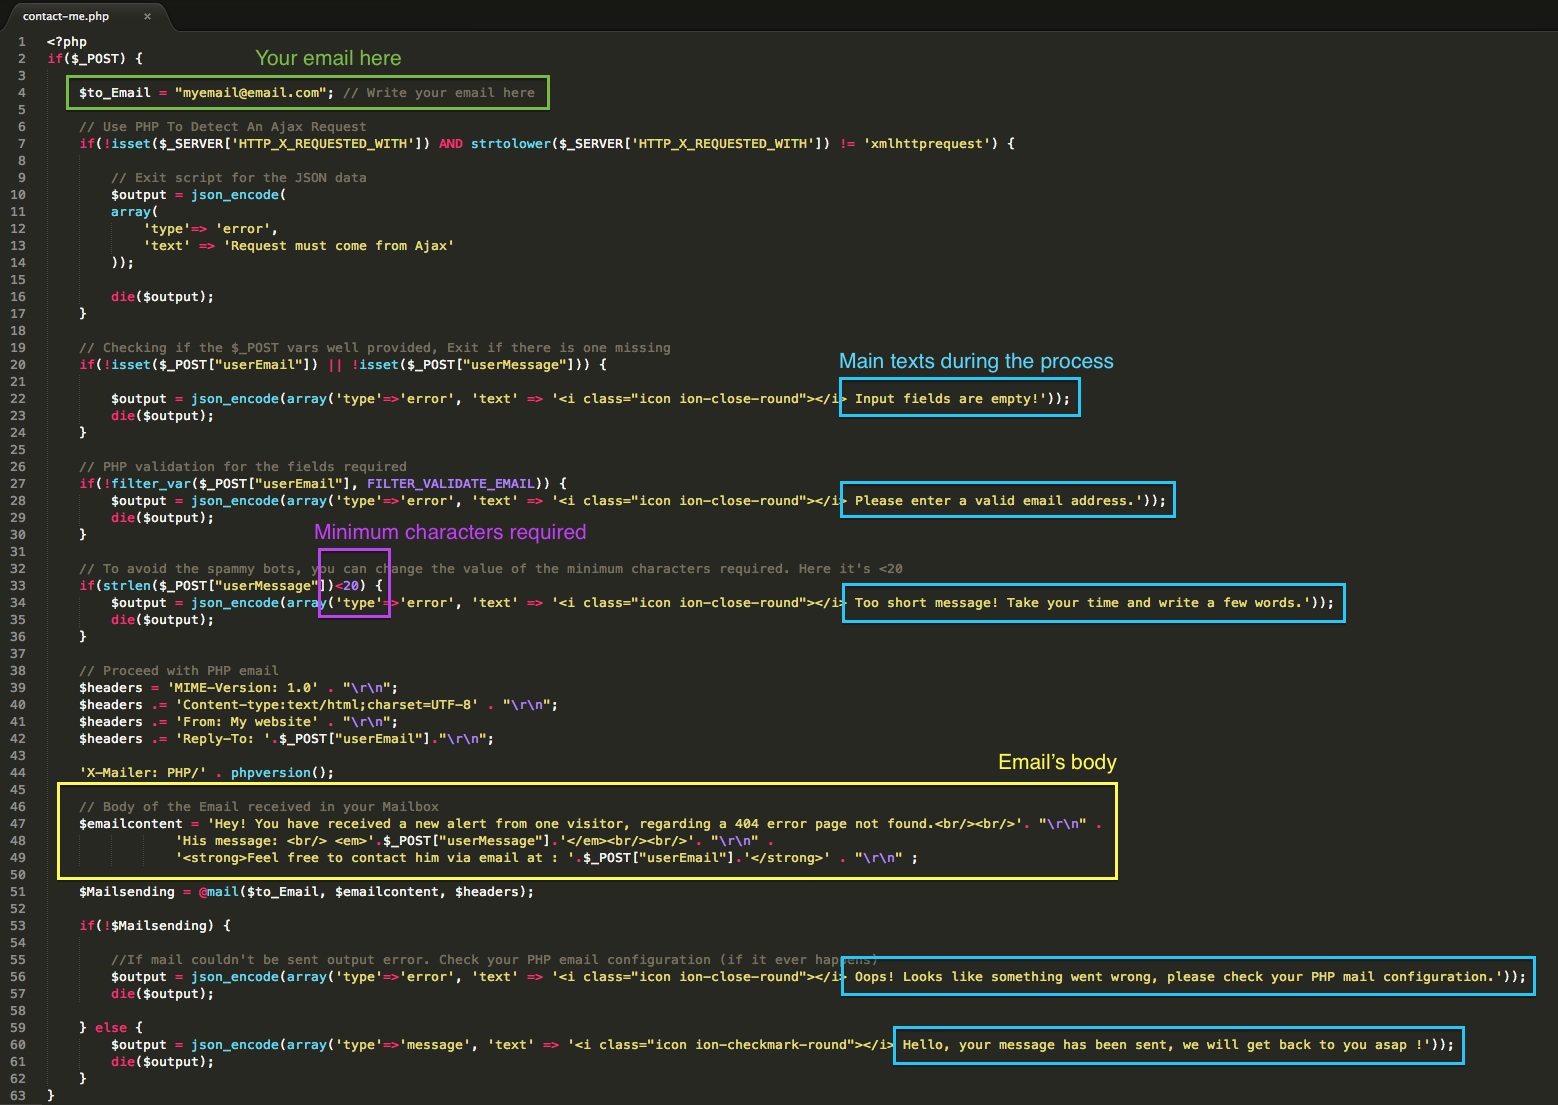 contact-me.php ×
1 <?php
2 if($_POST) {
Your email here
3
4 $to_Email = "myemail@email.com"; // Write your email here
5
6 // Use PHP To Detect An Ajax Request
7 if(!isset($_SERVER['HTTP_X_REQUESTED_WITH']) AND strtolower($_SERVER['HTTP_X_REQUESTED_WITH']) != 'xmlhttprequest') {
8
9 // Exit script for the JSON data
10 $output = json_encode(
11 array(
12 'type'=> 'error',
13 'text' => 'Request must come from Ajax'
14 ));
15
16 die($output);
17 }
18
19 // Checking if the $_POST vars well provided, Exit if there is one missing
20 if(!isset($_POST["userEmail"]) || !isset($_POST["userMessage"])) {
Main texts during the process
21
22 $output = json_encode(array('type'=>'error', 'text' => '<i class="icon ion-close-round"></i> Input fields are empty!'));
23 die($output);
24 }
25
26 // PHP validation for the fields required
27 if(!filter_var($_POST["userEmail"], FILTER_VALIDATE_EMAIL)) {
28 $output = json_encode(array('type'=>'error', 'text' => '<i class="icon ion-close-round"></i> Please enter a valid email address.'));
29 die($output);
30 }
Minimum characters required
31
32 // To avoid the spammy bots, you can change the value of the minimum characters required. Here it's <20
33 if(strlen($_POST["userMessage"])<20) {
34 $output = json_encode(array('type'=>'error', 'text' => '<i class="icon ion-close-round"></i> Too short message! Take your time and write a few words.'));
35 die($output);
36 }
37
38 // Proceed with PHP email
39 $headers = 'MIME-Version: 1.0' . "\r\n";
40 $headers .= 'Content-type:text/html;charset=UTF-8' . "\r\n";
41 $headers .= 'From: My website' . "\r\n";
42 $headers .= 'Reply-To: '.$_POST["userEmail"]."\r\n";
43
44 'X-Mailer: PHP/' . phpversion();
Email's body
45
46 // Body of the Email received in your Mailbox
47 $emailcontent = 'Hey! You have received a new alert from one visitor, regarding a 404 error page not found.<br/><br/>'. "\r\n" .
48 'His message: <br/> <em>'.$_POST["userMessage"].'</em><br/><br/>'. "\r\n" .
49 '<strong>Feel free to contact him via email at : '.$_POST["userEmail"].'</strong>' . "\r\n" ;
50
51 $Mailsending = @mail($to_Email, $emailcontent, $headers);
52
53 if(!$Mailsending) {
54
55 //If mail couldn't be sent output error. Check your PHP email configuration (if it ever happens)
56 $output = json_encode(array('type'=>'error', 'text' => '<i class="icon ion-close-round"></i> Oops! Looks like something went wrong, please check your PHP mail configuration.'));
57 die($output);
58
59 } else {
60 $output = json_encode(array('type'=>'message', 'text' => '<i class="icon ion-checkmark-round"></i> Hello, your message has been sent, we will get back to you asap !'));
61 die($output);
62 }
63 }